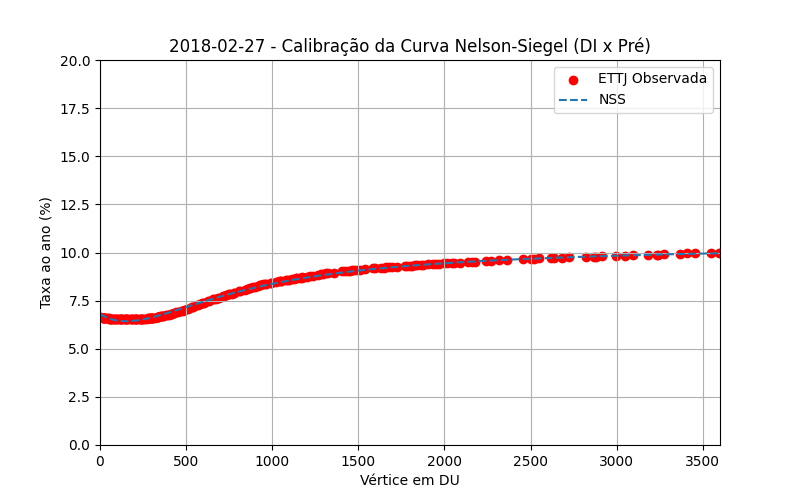 2018-02-27 - Calibração da Curva Nelson-Siegel (DI x Pré)
ETTJ Observada
NSS
20.0
17.5
15.0
12.5
10.0
7.5
5.0
2.5
0.0
Taxa ao ano (%)
0 500 1000 1500 2000 2500 3000 3500
Vértice em DU